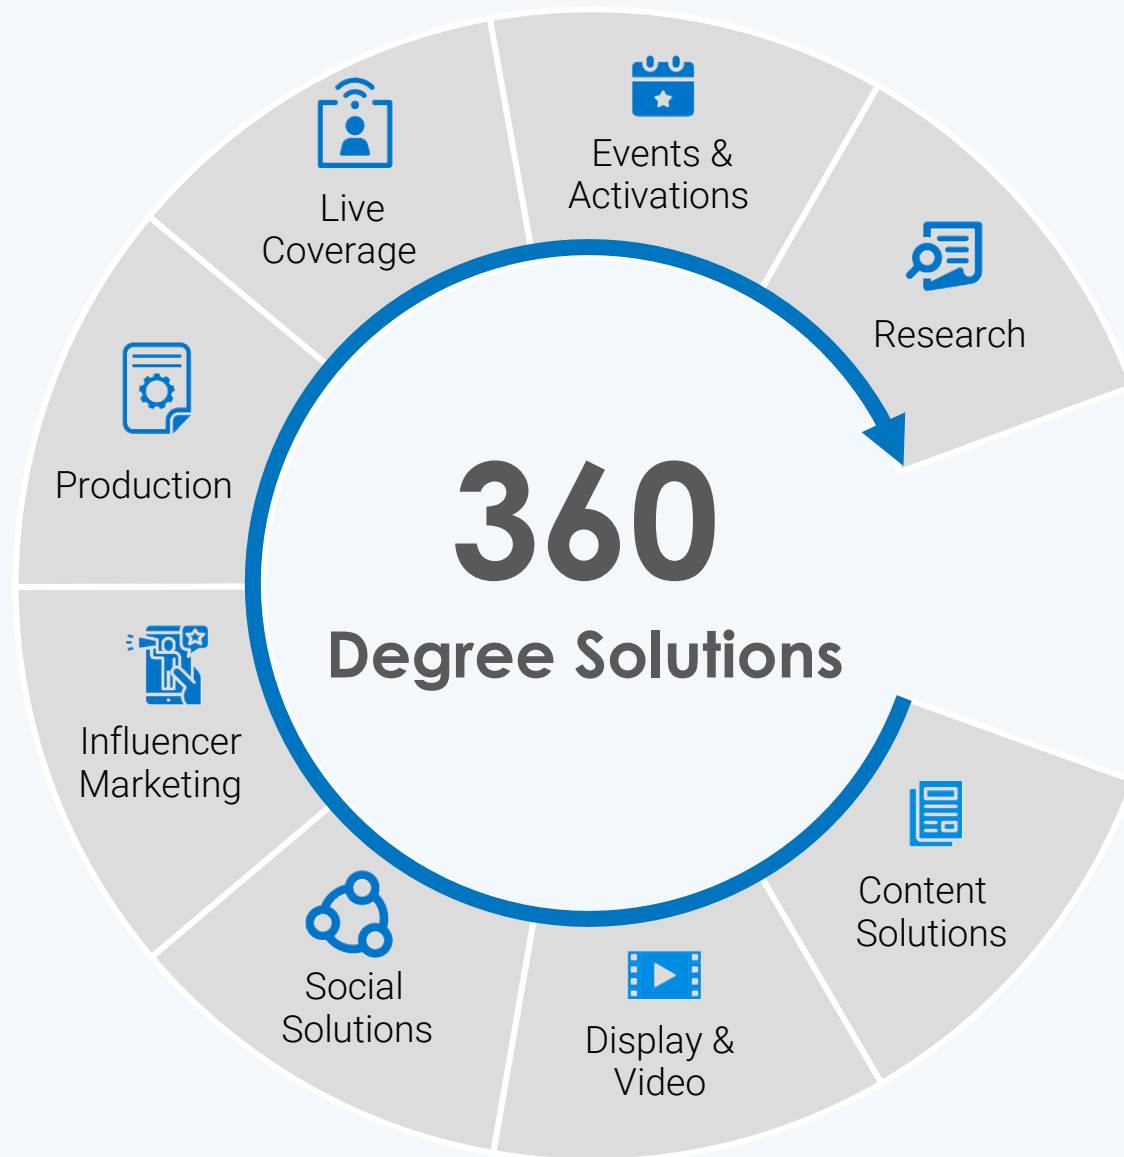 Events &
Activations
Live
Coverage
Research
Production
360
Degree Solutions
Influencer
Marketing
Content
Solutions
Social
Solutions
Display &
Video